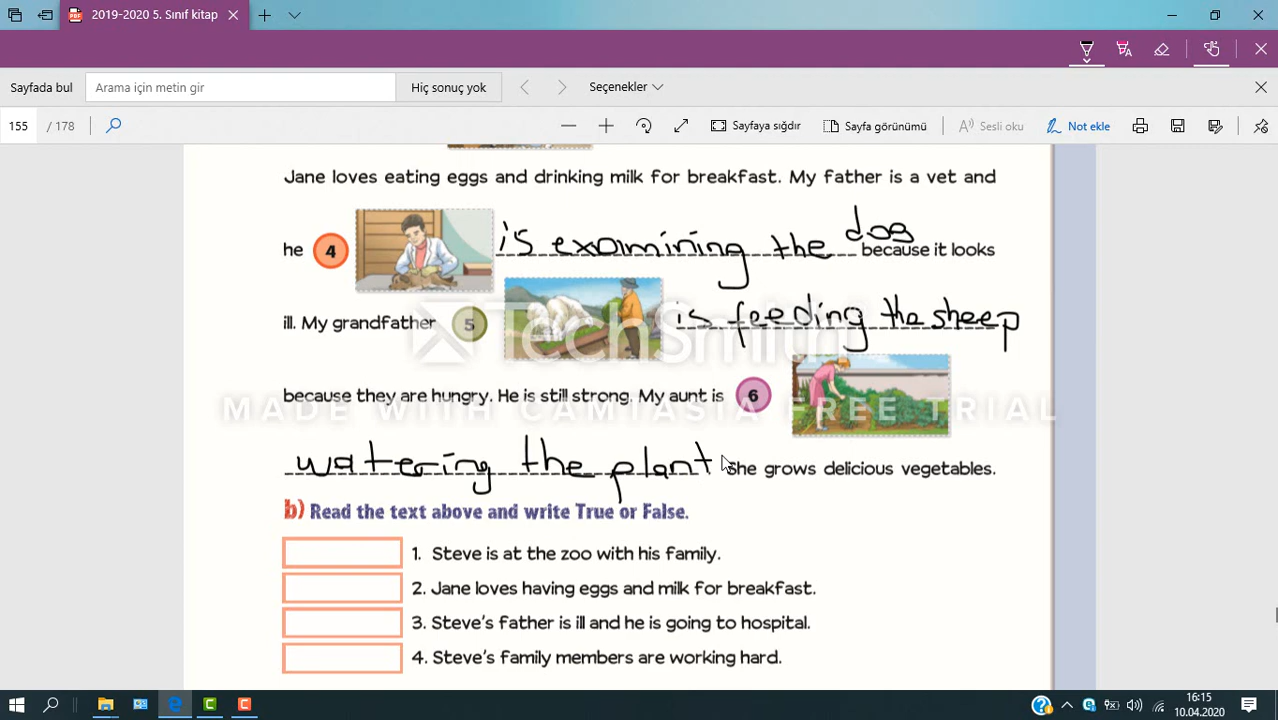 2019-2020 5. Sınıf kitap
Sayfada bul Arama için metin gir Hiç sonuç yok Seçenekler
155 / 178 Sayfaya sığdır Sayfa görünümü Sesli oku Not ekle
Jane loves eating eggs and drinking milk for breakfast. My father is a vet and
he 4 is examining the dog because it looks
ill. My grandfather 5 is feeding the sheep
TechSmith
because they are hungry. He is still strong. My aunt is 6
MADE WITH CAMTASIA FREE TRIAL
watering the plant she grows delicious vegetables.
b) Read the text above and write True or False.
1. Steve is at the zoo with his family.
2. Jane loves having eggs and milk for breakfast.
3. Steve's father is ill and he is going to hospital.
4. Steve's family members are working hard.
16:15
10.04.2020